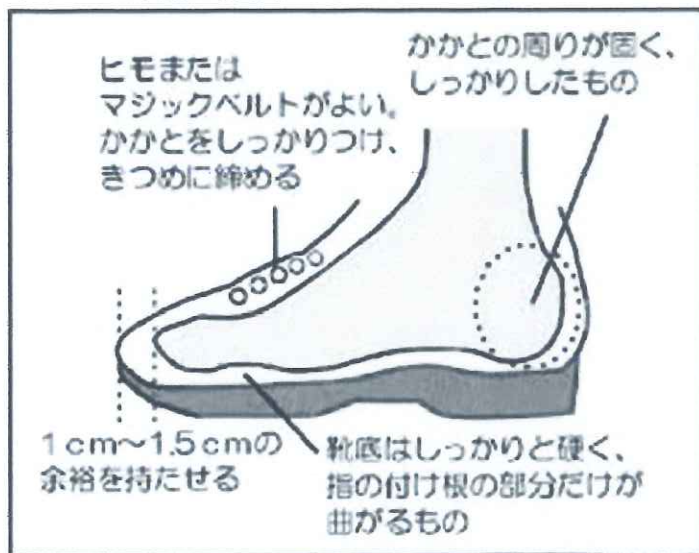 ヒモまたは
マジックベルトがよい。
かかとをしっかりつけ、
きつめに締める
かかとの周りが固く、
しっかりしたもの
1cm〜1.5cmの
余裕を持たせる
靴底はしっかりと硬く、
指の付け根の部分だけが
曲がるもの